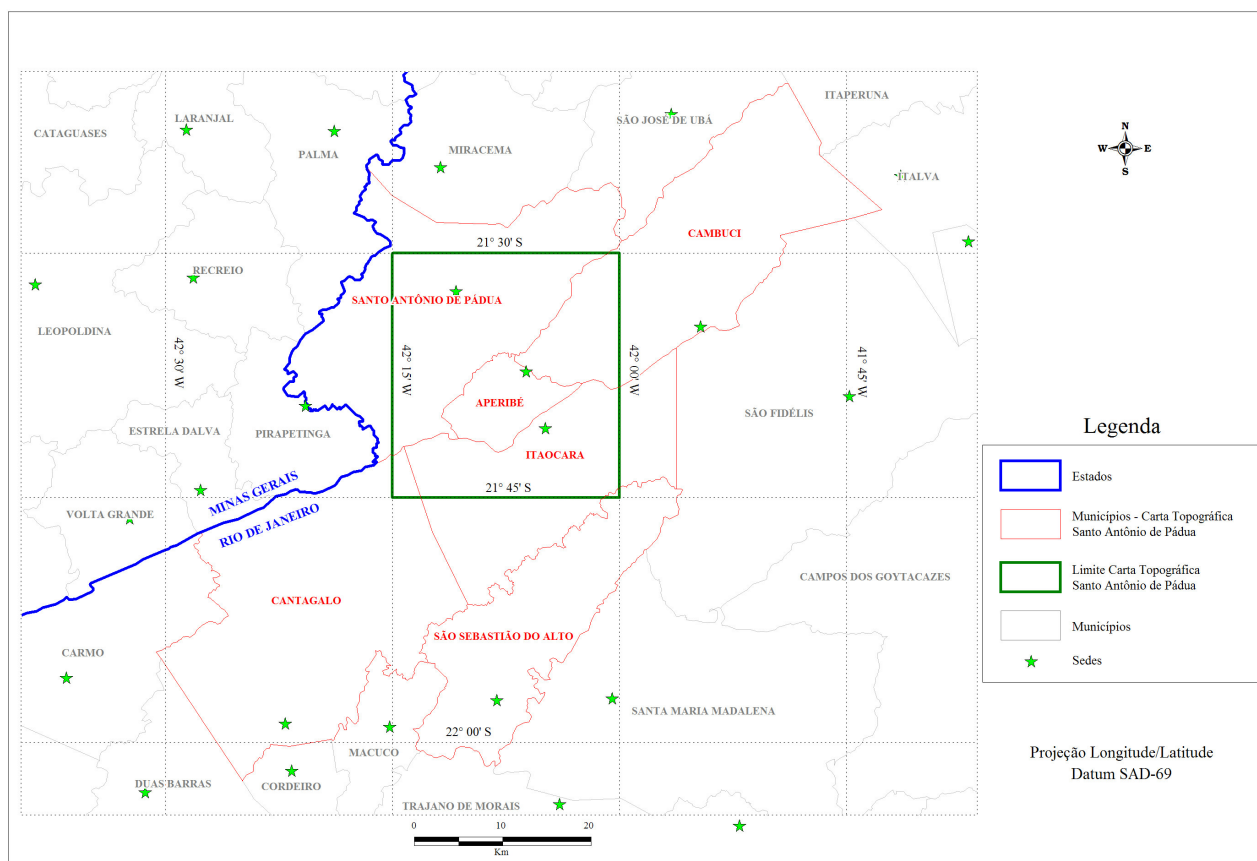 ITAPERUNA
LARANJAL
CATAGUASES
SÃO JOSÉ DE UBÁ
PALMA
MIRACEMA
N
W
E
S
ITALVA
CAMBUCI
21° 30' S
RECREIO
SANTO ANTÔNIO DE PÁDUA
LEOPOLDINA
42° 30' W
42° 15' W
42° 00' W
41° 45' W
APERIBÉ
SÃO FIDÉLIS
ESTRELA DALVA
PIRAPETINGA
ITAOCARA
21° 45' S
MINAS GERAIS
RIO DE JANEIRO
VOLTA GRANDE
CAMPOS DOS GOYTACAZES
CANTAGALO
SÃO SEBASTIÃO DO ALTO
CARMO
SANTA MARIA MADALENA
22° 00' S
MACUCO
DUAS BARRAS
CORDEIRO
TRAJANO DE MORAIS
0
10
20
Km
Legenda
Estados
Municípios - Carta Topográfica
Santo Antônio de Pádua
Limite Carta Topográfica
Santo Antônio de Pádua
Municípios
Sedes
Projeção Longitude/Latitude
Datum SAD-69